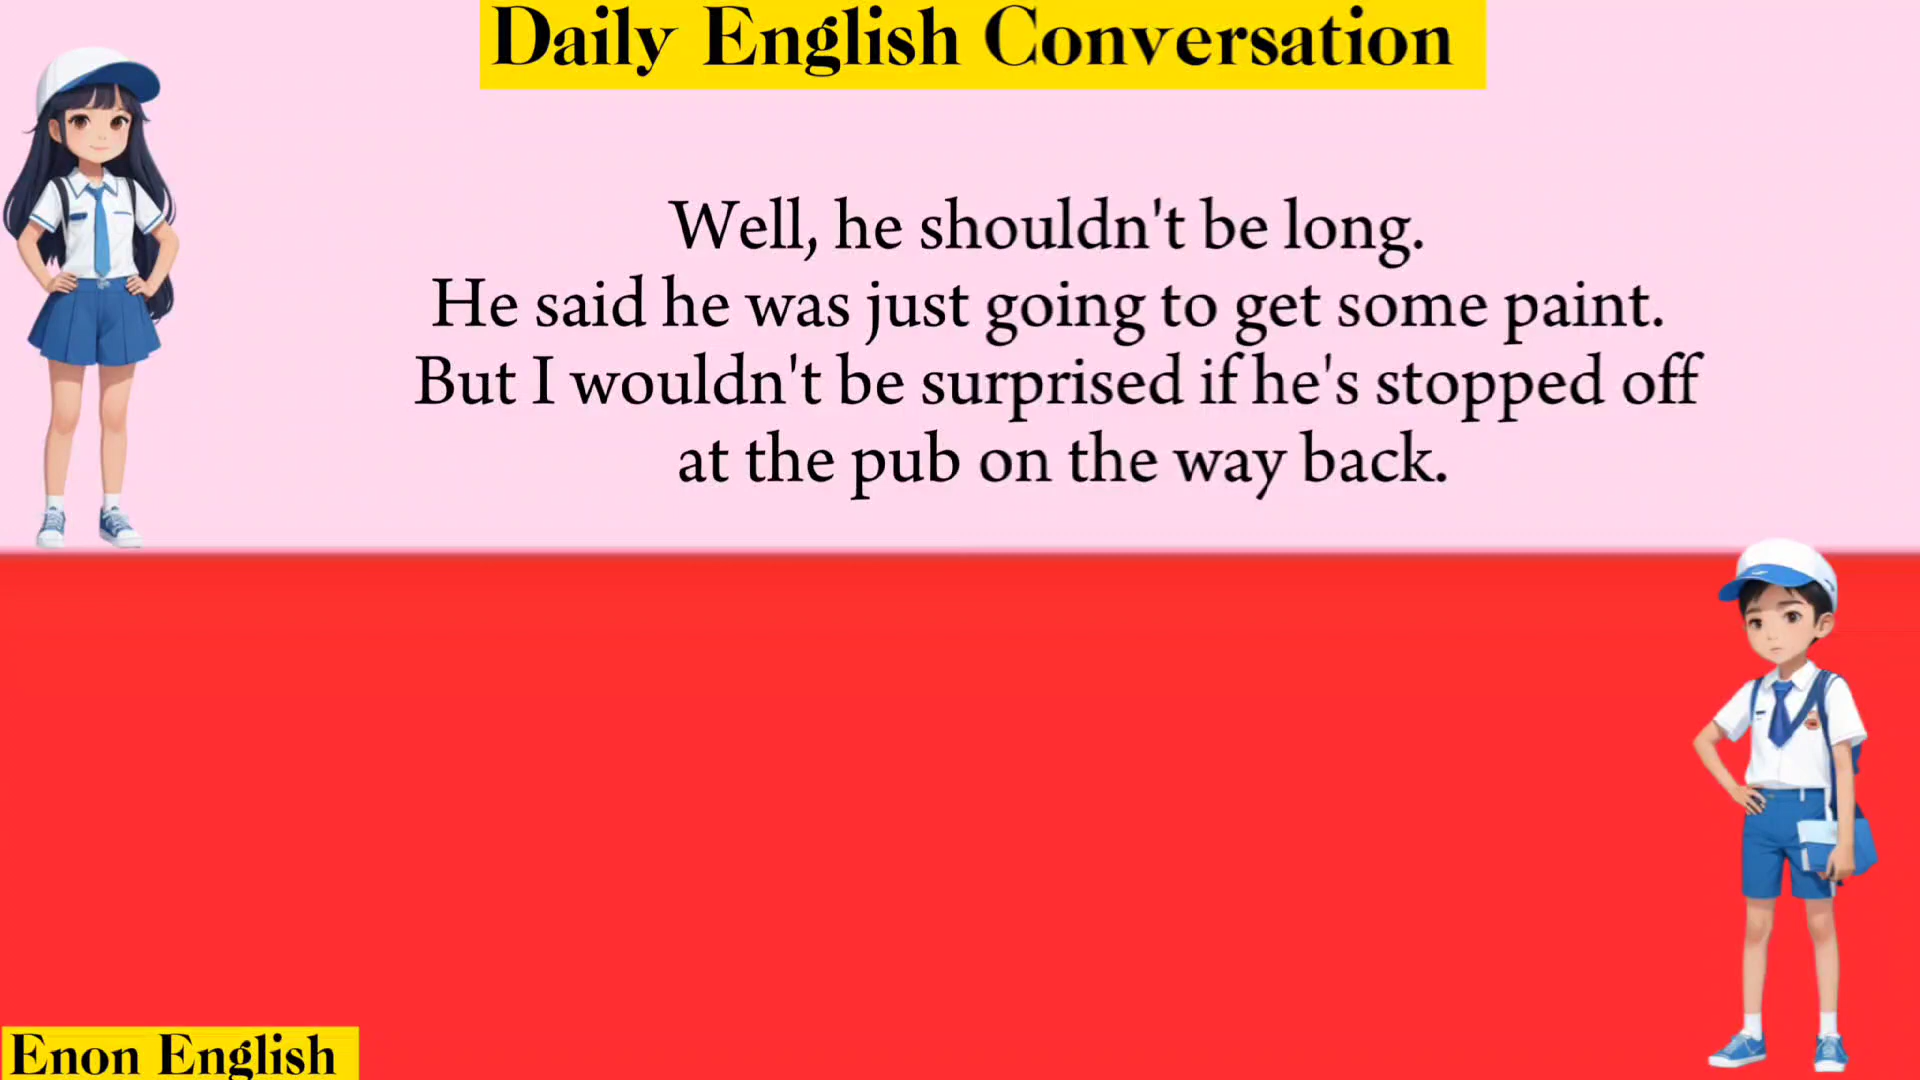 Daily English Conversation
Well, he shouldn't be long.
He said he was just going to get some paint.
But I wouldn't be surprised if he's stopped off
at the pub on the way back.
Enon English